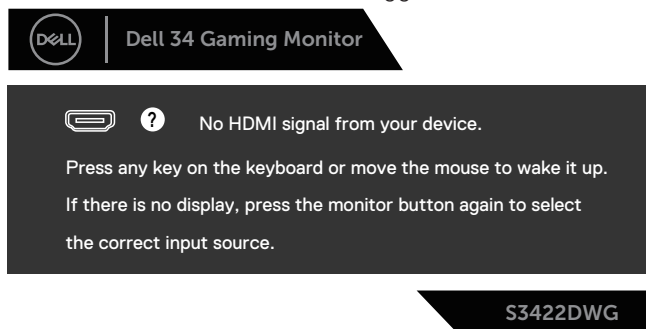 DELL
Dell 34 Gaming Monitor
? No HDMI signal from your device.
Press any key on the keyboard or move the mouse to wake it up.
If there is no display, press the monitor button again to select
the correct input source.
S3422DWG